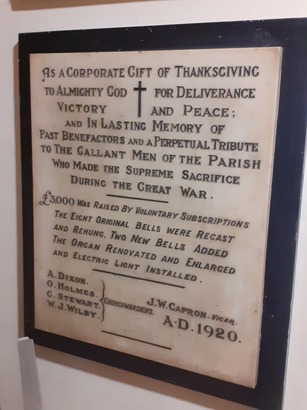 As a Corporate Gift of Thanksgiving
to Almighty God for Deliverance
Victory and Peace;
and In Lasting Memory of
Past Benefactors and a Perpetual Tribute
to The Gallant Men of the Parish
Who Made the Supreme Sacrifice
During the Great War.
£3000 Was Raised By Voluntary Subscriptions
The Eight Original Bells were Recast
and Rehung, Two New Bells Added
The Organ Renovated and Enlarged
and Electric Light Installed.
A. Dixon.
O. Holmes.
G. Stewart.
W. J. Wilby.
Churchwardens.
J. W. Capron. Vicar.
A.D. 1920.